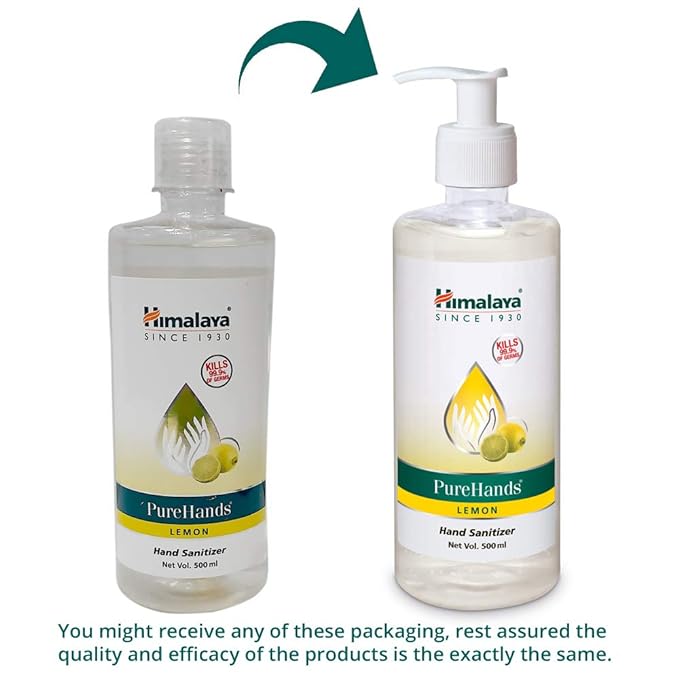 Himalaya®
SINCE 1930
KILLS
99.9%
OF GERMS
PureHands®
LEMON
Hand Sanitizer
Net Vol. 500 ml
Himalaya®
SINCE 1930
KILLS
99.9%
OF GERMS
PureHands®
LEMON
Hand Sanitizer
Net Vol. 500 ml
You might receive any of these packaging, rest assured the
quality and efficacy of the products is the exactly the same.